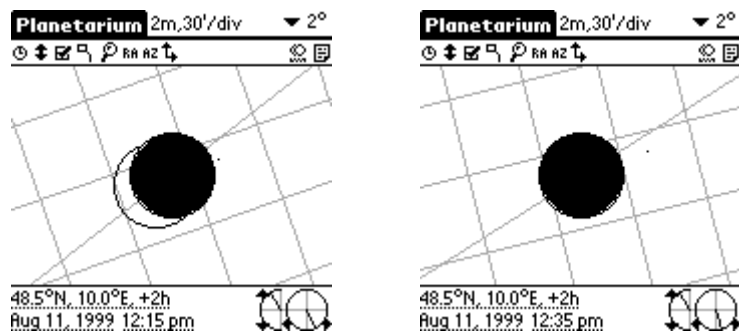 Planetarium 2m,30'/div 2°
RA AZ
48.5°N, 10.0°E, +2h
Aug 11, 1999 12:15 pm
Planetarium 2m,30'/div 2°
RA AZ
48.5°N, 10.0°E, +2h
Aug 11, 1999 12:35 pm